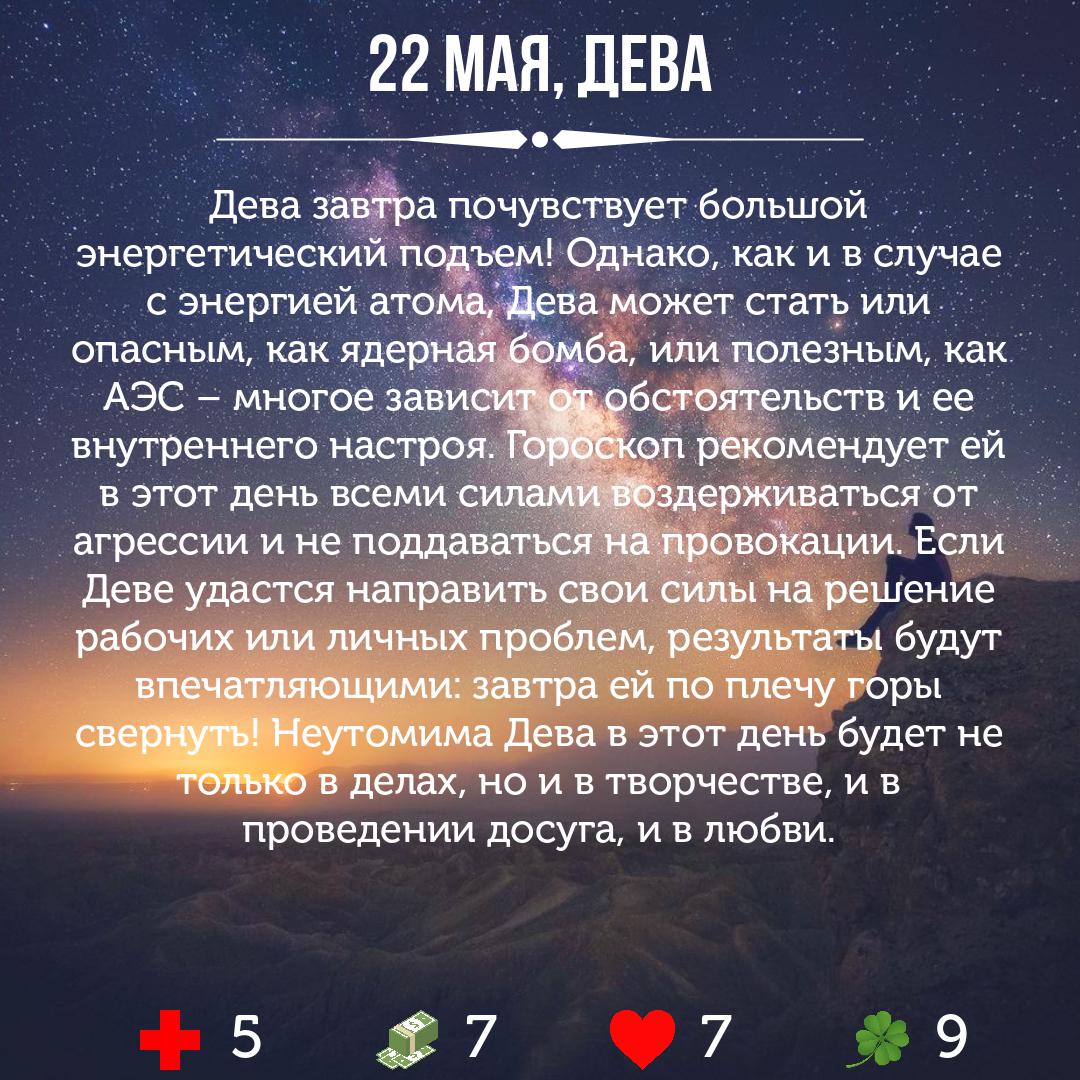 22 МАЯ, ДЕВА
Дева завтра почувствует большой
энергетический подъем! Однако, как и в случае
с энергией атома, Дева может стать или
опасным, как ядерная бомба, или полезным, как
АЭС – многое зависит от обстоятельств и ее
внутреннего настроя. Гороскоп рекомендует ей
в этот день всеми силами воздерживаться от
агрессии и не поддаваться на провокации. Если
Деве удастся направить свои силы на решение
рабочих или личных проблем, результаты будут
впечатляющими: завтра ей по плечу горы
свернуть! Неутомима Дева в этот день будет не
только в делах, но и в творчестве, и в
проведении досуга, и в любви.
5 7 7 9